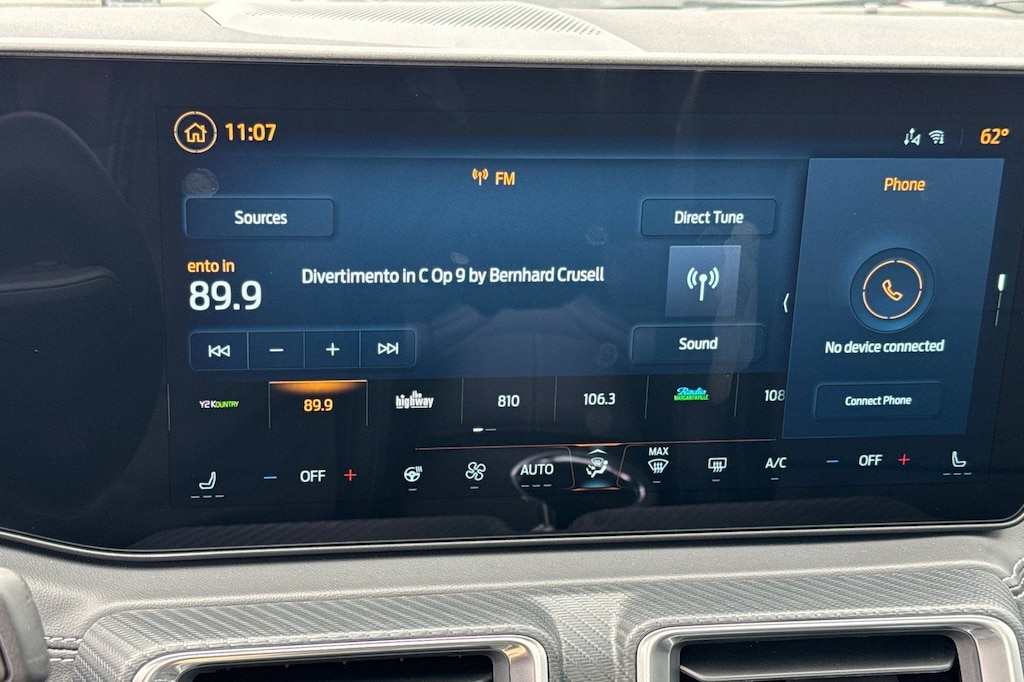 11:07
62°
FM
Phone
Sources
Direct Tune
ento in
89.9
Divertimento in C Op 9 by Bernhard Crusell
No device connected
Sound
Connect Phone
Y2KOUNTRY
89.9
the highway
810
106.3
Radio MARGARITAVILLE
108
OFF
AUTO
MAX
A/C
OFF